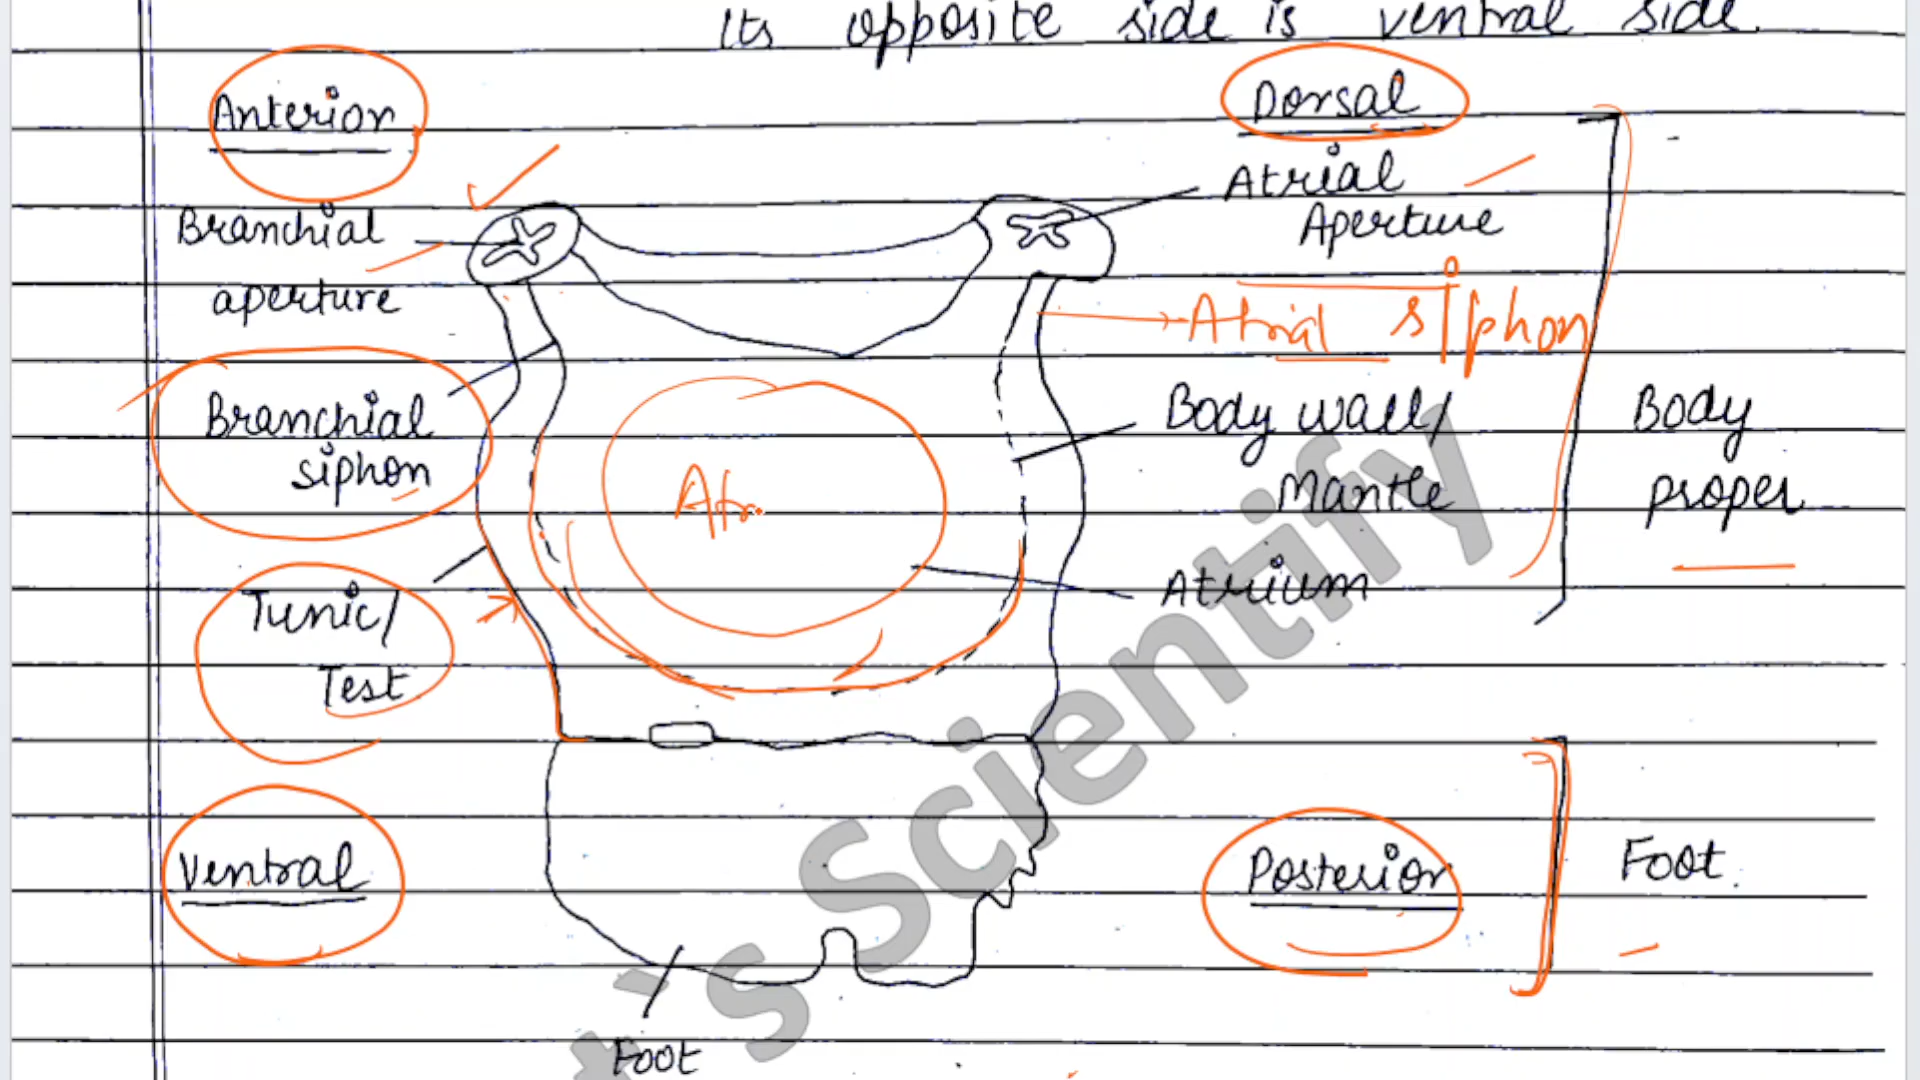 Its opposite side is ventral side.
Anterior
Dorsal
Atrial
Aperture
Branchial
aperture
Atrial siphon
Branchial
siphon
Body wall/
Mantle
Body
proper
Atr.
Atrium
Tunic/
Test
Ventral
Posterior
Foot.
Foot
t's Scientify